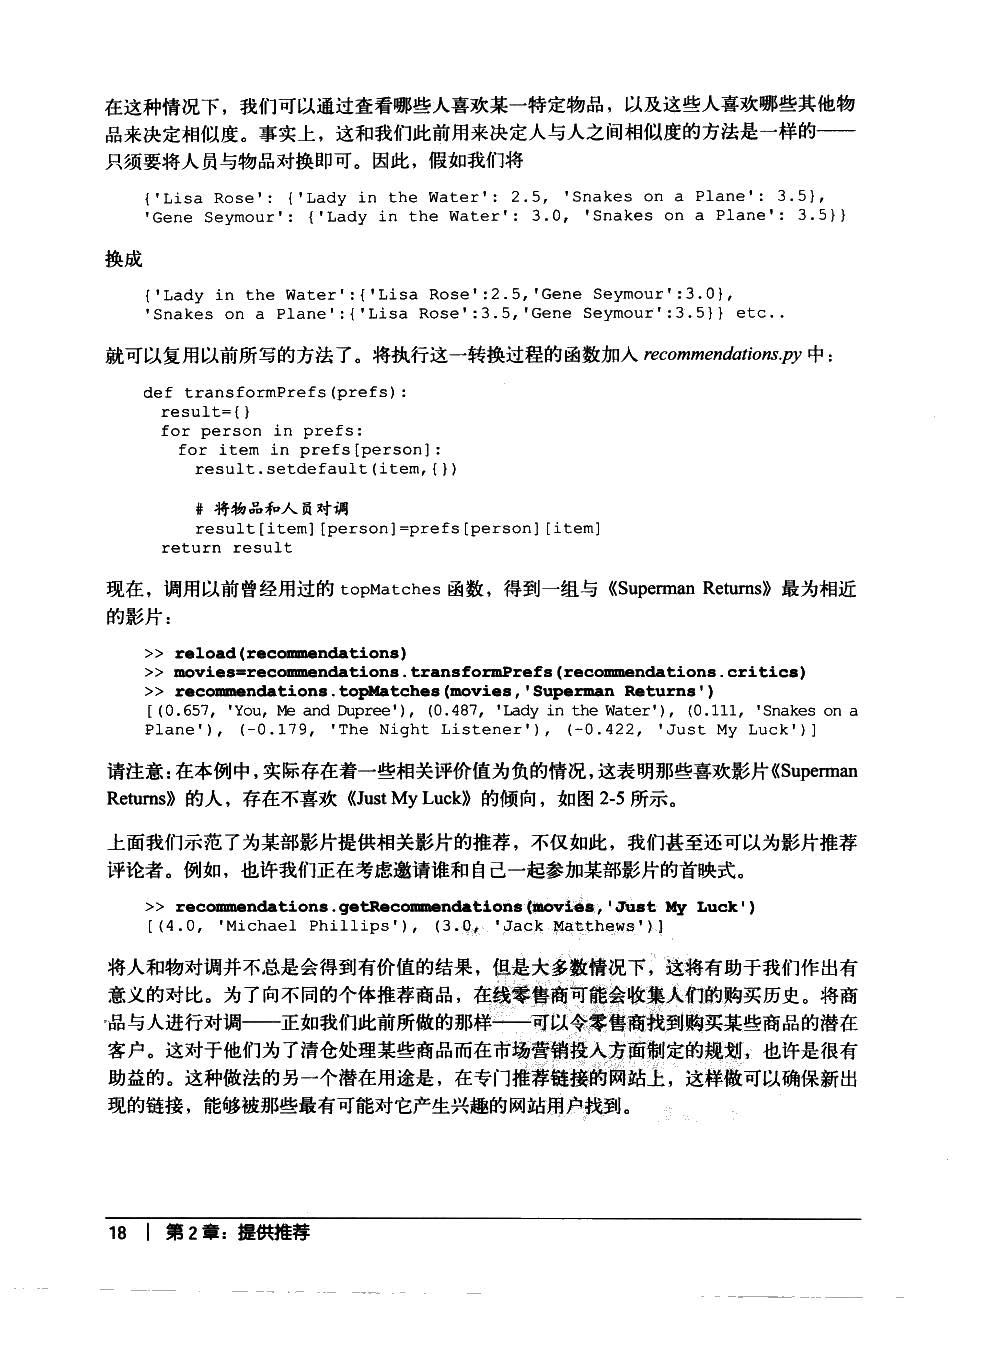 在这种情况下，我们可以通过查看哪些人喜欢某一特定物品，以及这些人喜欢哪些其他物
品来决定相似度。事实上，这和我们此前用来决定人与人之间相似度的方法是一样的——
只须要将人员与物品对换即可。因此，假如我们将
{'Lisa Rose': {'Lady in the Water': 2.5, 'Snakes on a Plane': 3.5},
'Gene Seymour': {'Lady in the Water': 3.0, 'Snakes on a Plane': 3.5}}
换成
{'Lady in the Water':{'Lisa Rose':2.5,'Gene Seymour':3.0},
'Snakes on a Plane':{'Lisa Rose':3.5,'Gene Seymour':3.5}} etc..
就可以复用以前所写的方法了。将执行这一转换过程的函数加入 recommendations.py 中：
def transformPrefs(prefs):
result={}
for person in prefs:
for item in prefs[person]:
result.setdefault(item,{})
# 将物品和人员对调
result[item][person]=prefs[person][item]
return result
现在，调用以前曾经用过的 topMatches 函数，得到一组与《Superman Returns》最为相近
的影片：
>> reload(recommendations)
>> movies=recommendations.transformPrefs(recommendations.critics)
>> recommendations.topMatches(movies,'Superman Returns')
[(0.657, 'You, Me and Dupree'), (0.487, 'Lady in the Water'), (0.111, 'Snakes on a
Plane'), (-0.179, 'The Night Listener'), (-0.422, 'Just My Luck')]
请注意：在本例中，实际存在着一些相关评价值为负的情况，这表明那些喜欢影片《Superman
Returns》的人，存在不喜欢《Just My Luck》的倾向，如图 2-5 所示。
上面我们示范了为某部影片提供相关影片的推荐，不仅如此，我们甚至还可以为影片推荐
评论者。例如，也许我们正在考虑邀请谁和自己一起参加某部影片的首映式。
>> recommendations.getRecommendations(movies,'Just My Luck')
[(4.0, 'Michael Phillips'), (3.0, 'Jack Matthews')]
将人和物对调并不总是会得到有价值的结果，但是大多数情况下，这将有助于我们作出有
意义的对比。为了向不同的个体推荐商品，在线零售商可能会收集人们的购买历史。将商
品与人进行对调——正如我们此前所做的那样——可以令零售商找到购买某些商品的潜在
客户。这对于他们为了清仓处理某些商品而在市场营销投入方面制定的规划，也许是很有
助益的。这种做法的另一个潜在用途是，在专门推荐链接的网站上，这样做可以确保新出
现的链接，能够被那些最有可能对它产生兴趣的网站用户找到。
18 | 第 2 章：提供推荐